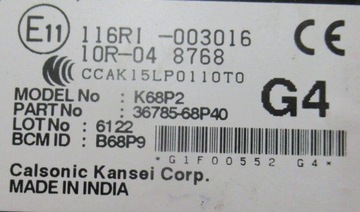 E11
116RI -003016
10R-04 8768
CE
CCAK15LP0110T0
G4
MODEL No : K68P2
PART No : 36785-68P40
LOT No : 6122
BCM ID : B68P9
*G1F00552 G4*
Calsonic Kansei Corp.
MADE IN INDIA